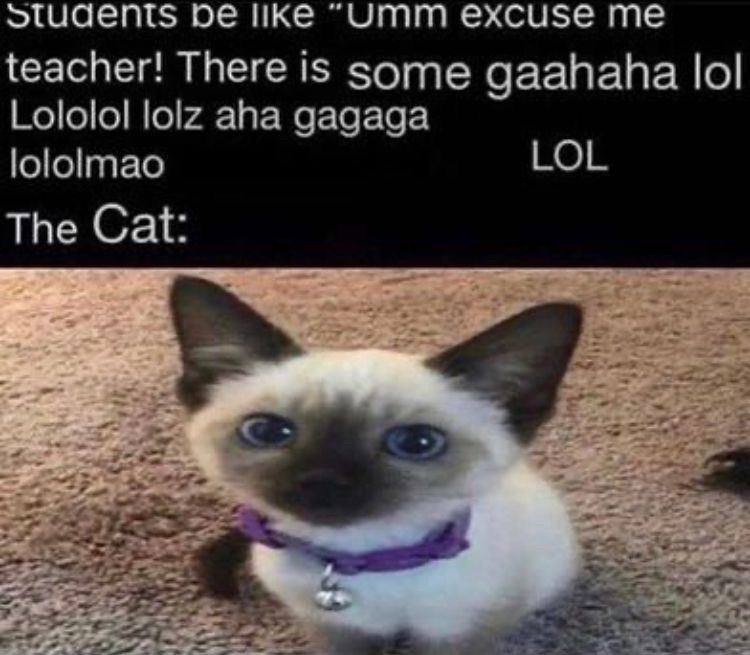 Students be like "Umm excuse me
teacher! There is some gaahaha lol
Lololol lolz aha gagaga
lololmao LOL
The Cat: